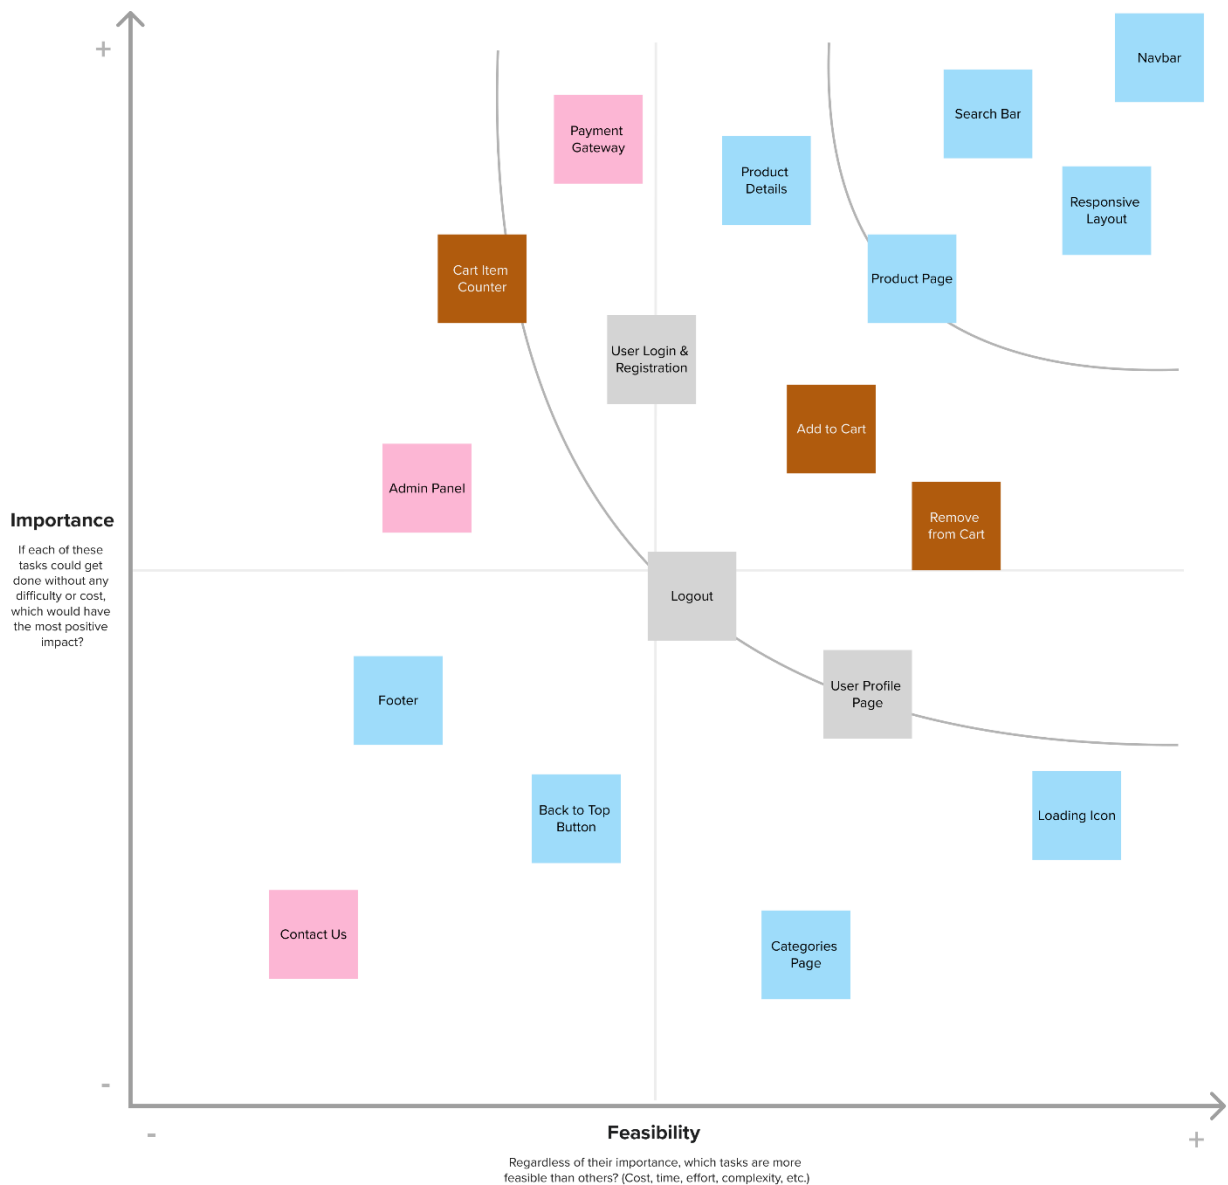 +
Navbar
Search Bar
Payment
Gateway
Product
Details
Responsive
Layout
Cart Item
Counter
Product Page
User Login &
Registration
Add to Cart
Admin Panel
Remove
from Cart
Importance
If each of these
tasks could get
done without any
difficulty or cost,
which would have
the most positive
impact?
Logout
Footer
User Profile
Page
Back to Top
Button
Loading Icon
Contact Us
Categories
Page
-
-
Feasibility
+
Regardless of their importance, which tasks are more
feasible than others? (Cost, time, effort, complexity, etc.)